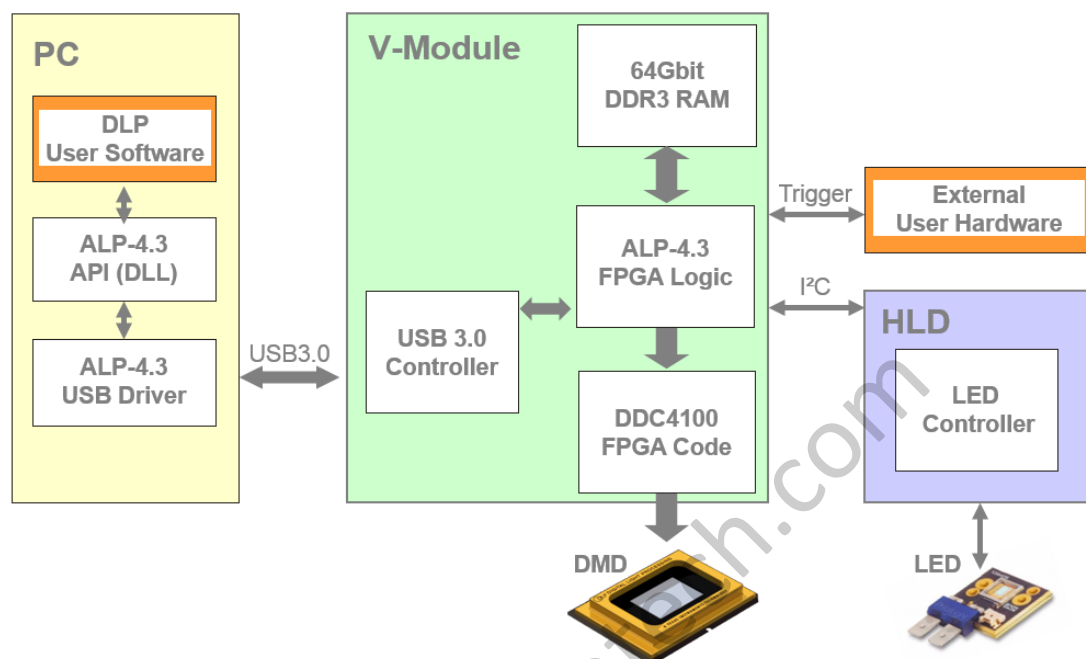 PC
DLP
User Software
ALP-4.3
API (DLL)
ALP-4.3
USB Driver
USB3.0
V-Module
64Gbit
DDR3 RAM
ALP-4.3
FPGA Logic
USB 3.0
Controller
DDC4100
FPGA Code
Trigger
External
User Hardware
I²C
HLD
LED
Controller
DMD
LED